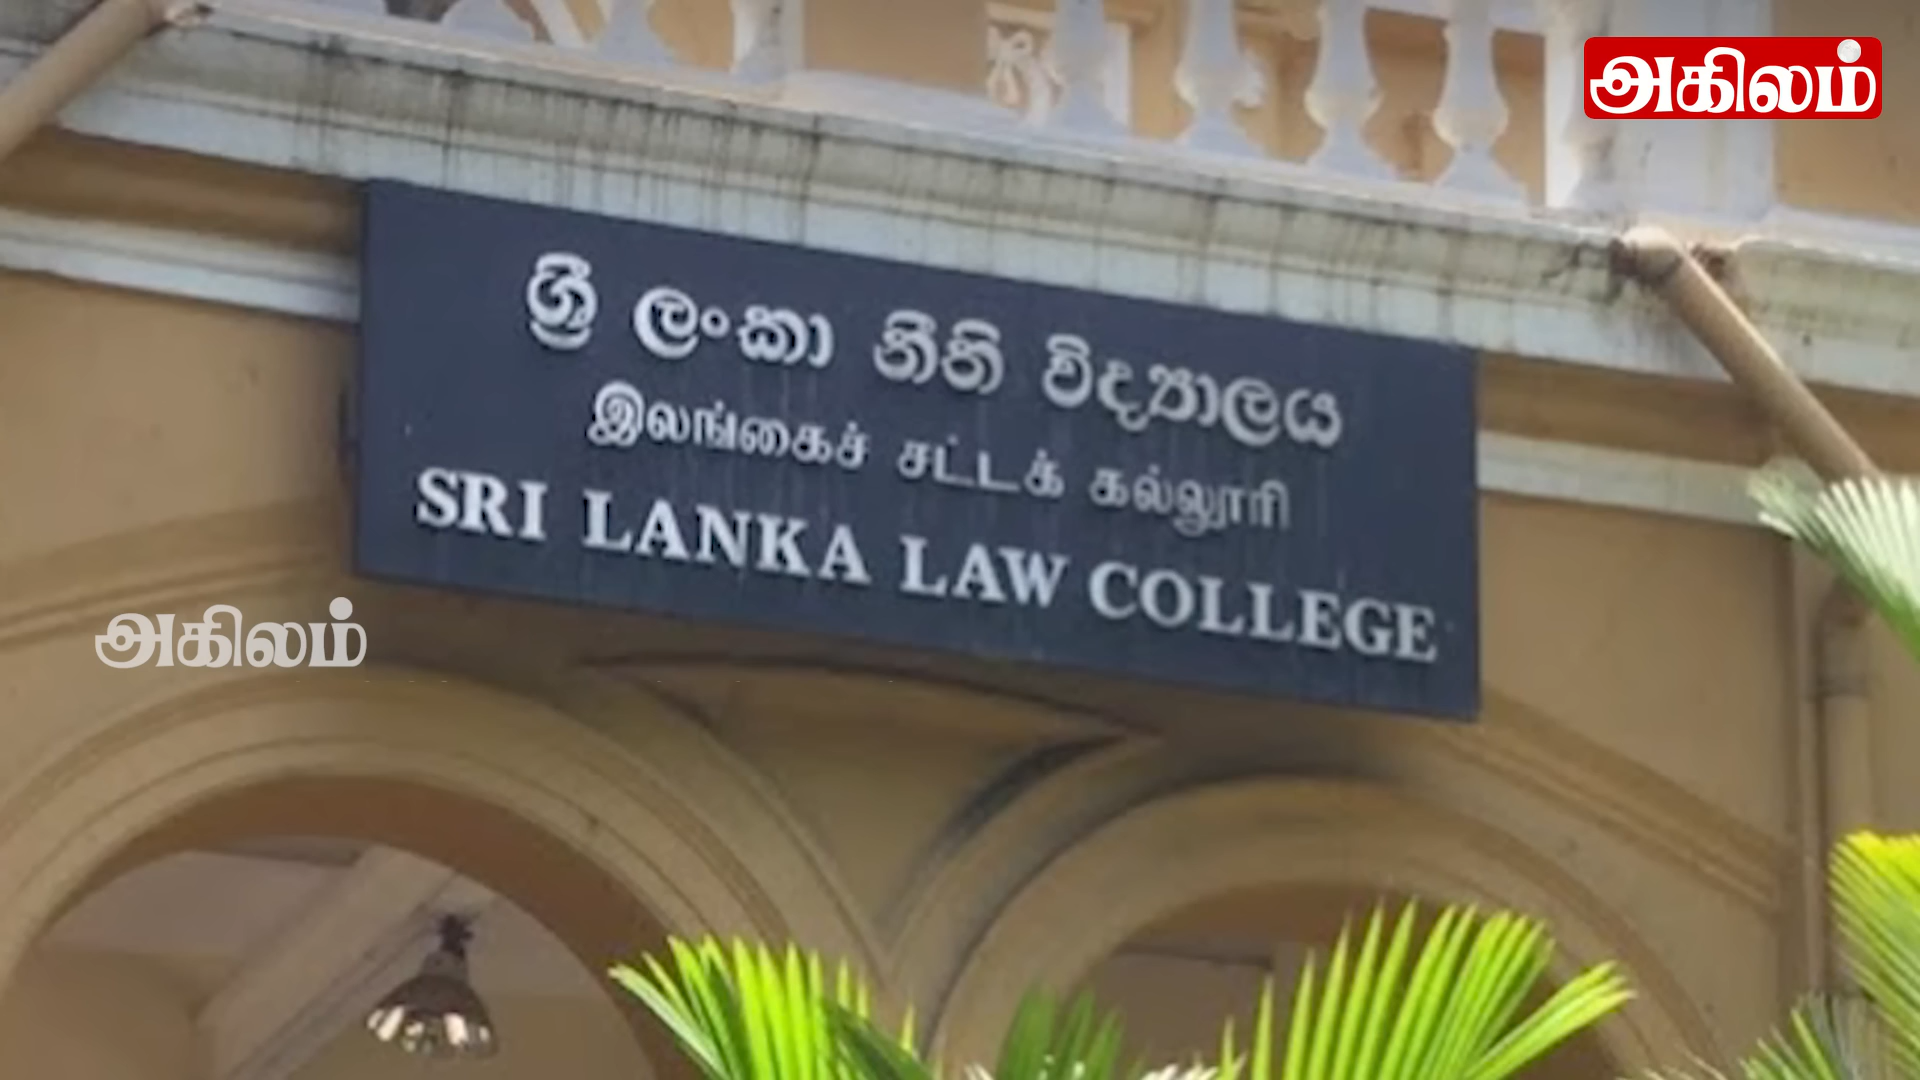 அகிலம்
ශ්‍රී ලංකා නීති විද්‍යාලය
இலங்கைச் சட்டக் கல்லூரி
SRI LANKA LAW COLLEGE
அகிலம்